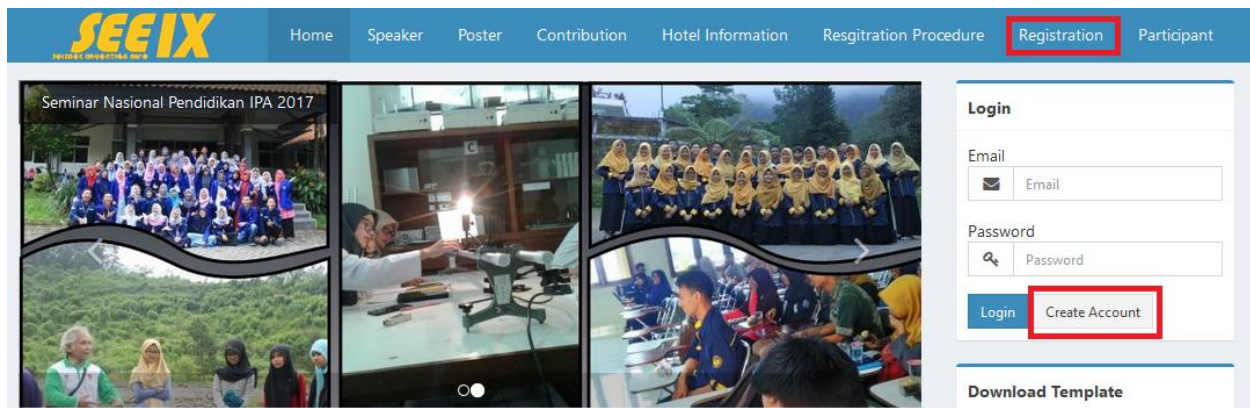 SEE IX
Home
Speaker
Poster
Contribution
Hotel Information
Resgitration Procedure
Registration
Participant
Seminar Nasional Pendidikan IPA 2017
Login
Email
Email
Password
Password
Login
Create Account
Download Template